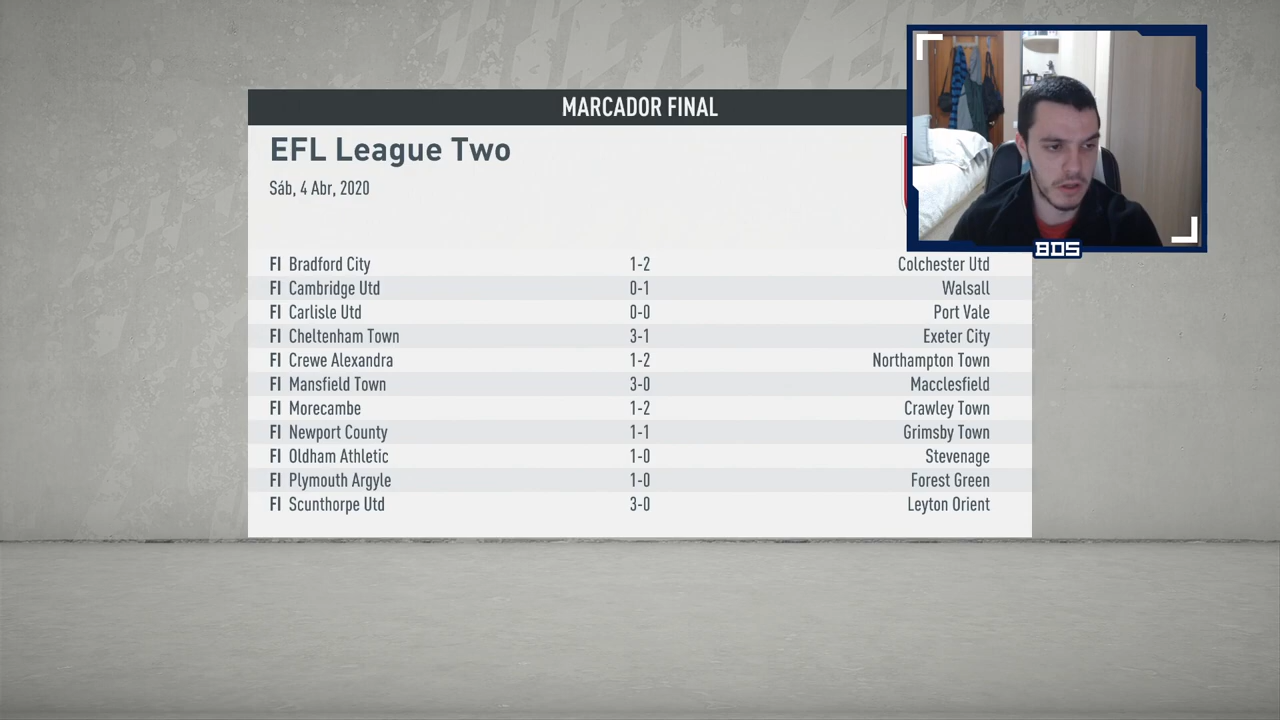 MARCADOR FINAL
EFL League Two
Sáb, 4 Abr, 2020
FI Bradford City 1-2 Colchester Utd
FI Cambridge Utd 0-1 Walsall
FI Carlisle Utd 0-0 Port Vale
FI Cheltenham Town 3-1 Exeter City
FI Crewe Alexandra 1-2 Northampton Town
FI Mansfield Town 3-0 Macclesfield
FI Morecambe 1-2 Crawley Town
FI Newport County 1-1 Grimsby Town
FI Oldham Athletic 1-0 Stevenage
FI Plymouth Argyle 1-0 Forest Green
FI Scunthorpe Utd 3-0 Leyton Orient
BDS